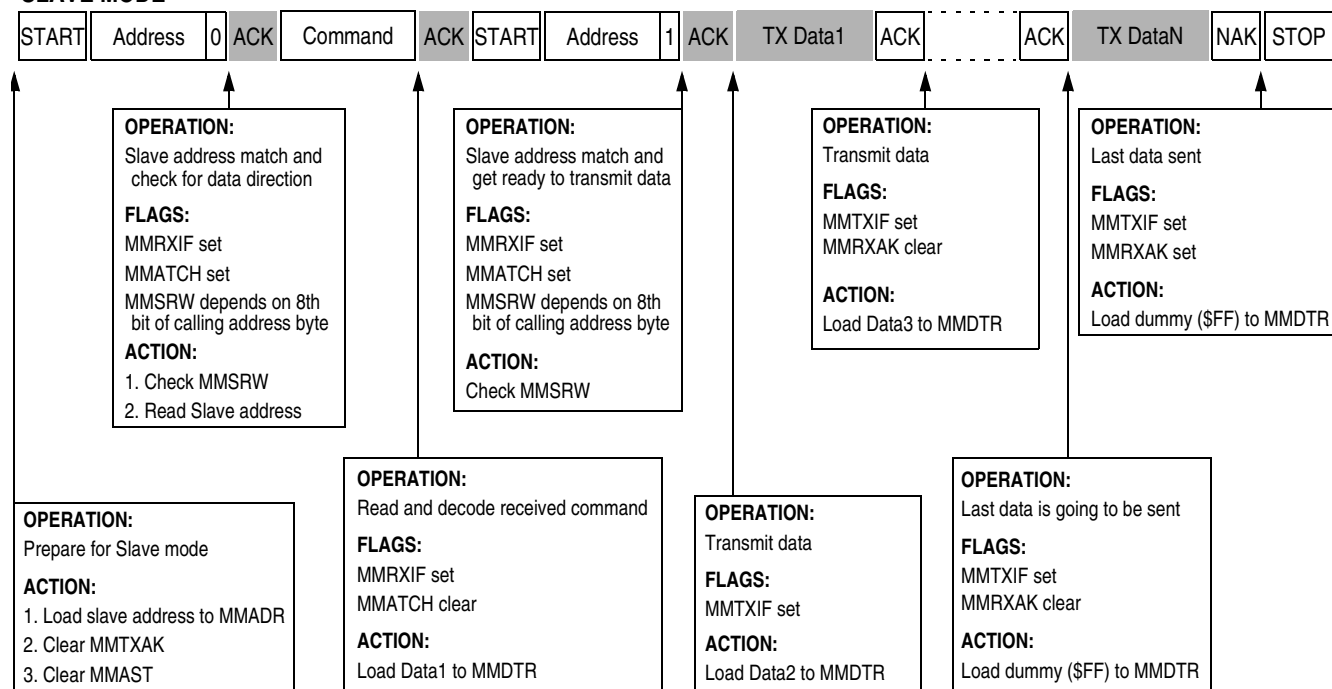 SLAVE MODE
START Address 0 ACK Command ACK START Address 1 ACK TX Data1 ACK ACK TX DataN NAK STOP
OPERATION:
Slave address match and
check for data direction
FLAGS:
MMRXIF set
MMATCH set
MMSRW depends on 8th
bit of calling address byte
ACTION:
1. Check MMSRW
2. Read Slave address
OPERATION:
Slave address match and
get ready to transmit data
FLAGS:
MMRXIF set
MMATCH set
MMSRW depends on 8th
bit of calling address byte
ACTION:
Check MMSRW
OPERATION:
Transmit data
FLAGS:
MMTXIF set
MMRXAK clear
ACTION:
Load Data3 to MMDTR
OPERATION:
Last data sent
FLAGS:
MMTXIF set
MMRXAK set
ACTION:
Load dummy ($FF) to MMDTR
OPERATION:
Prepare for Slave mode
ACTION:
1. Load slave address to MMADR
2. Clear MMTXAK
3. Clear MMAST
OPERATION:
Read and decode received command
FLAGS:
MMRXIF set
MMATCH clear
ACTION:
Load Data1 to MMDTR
OPERATION:
Transmit data
FLAGS:
MMTXIF set
ACTION:
Load Data2 to MMDTR
OPERATION:
Last data is going to be sent
FLAGS:
MMTXIF set
MMRXAK clear
ACTION:
Load dummy ($FF) to MMDTR